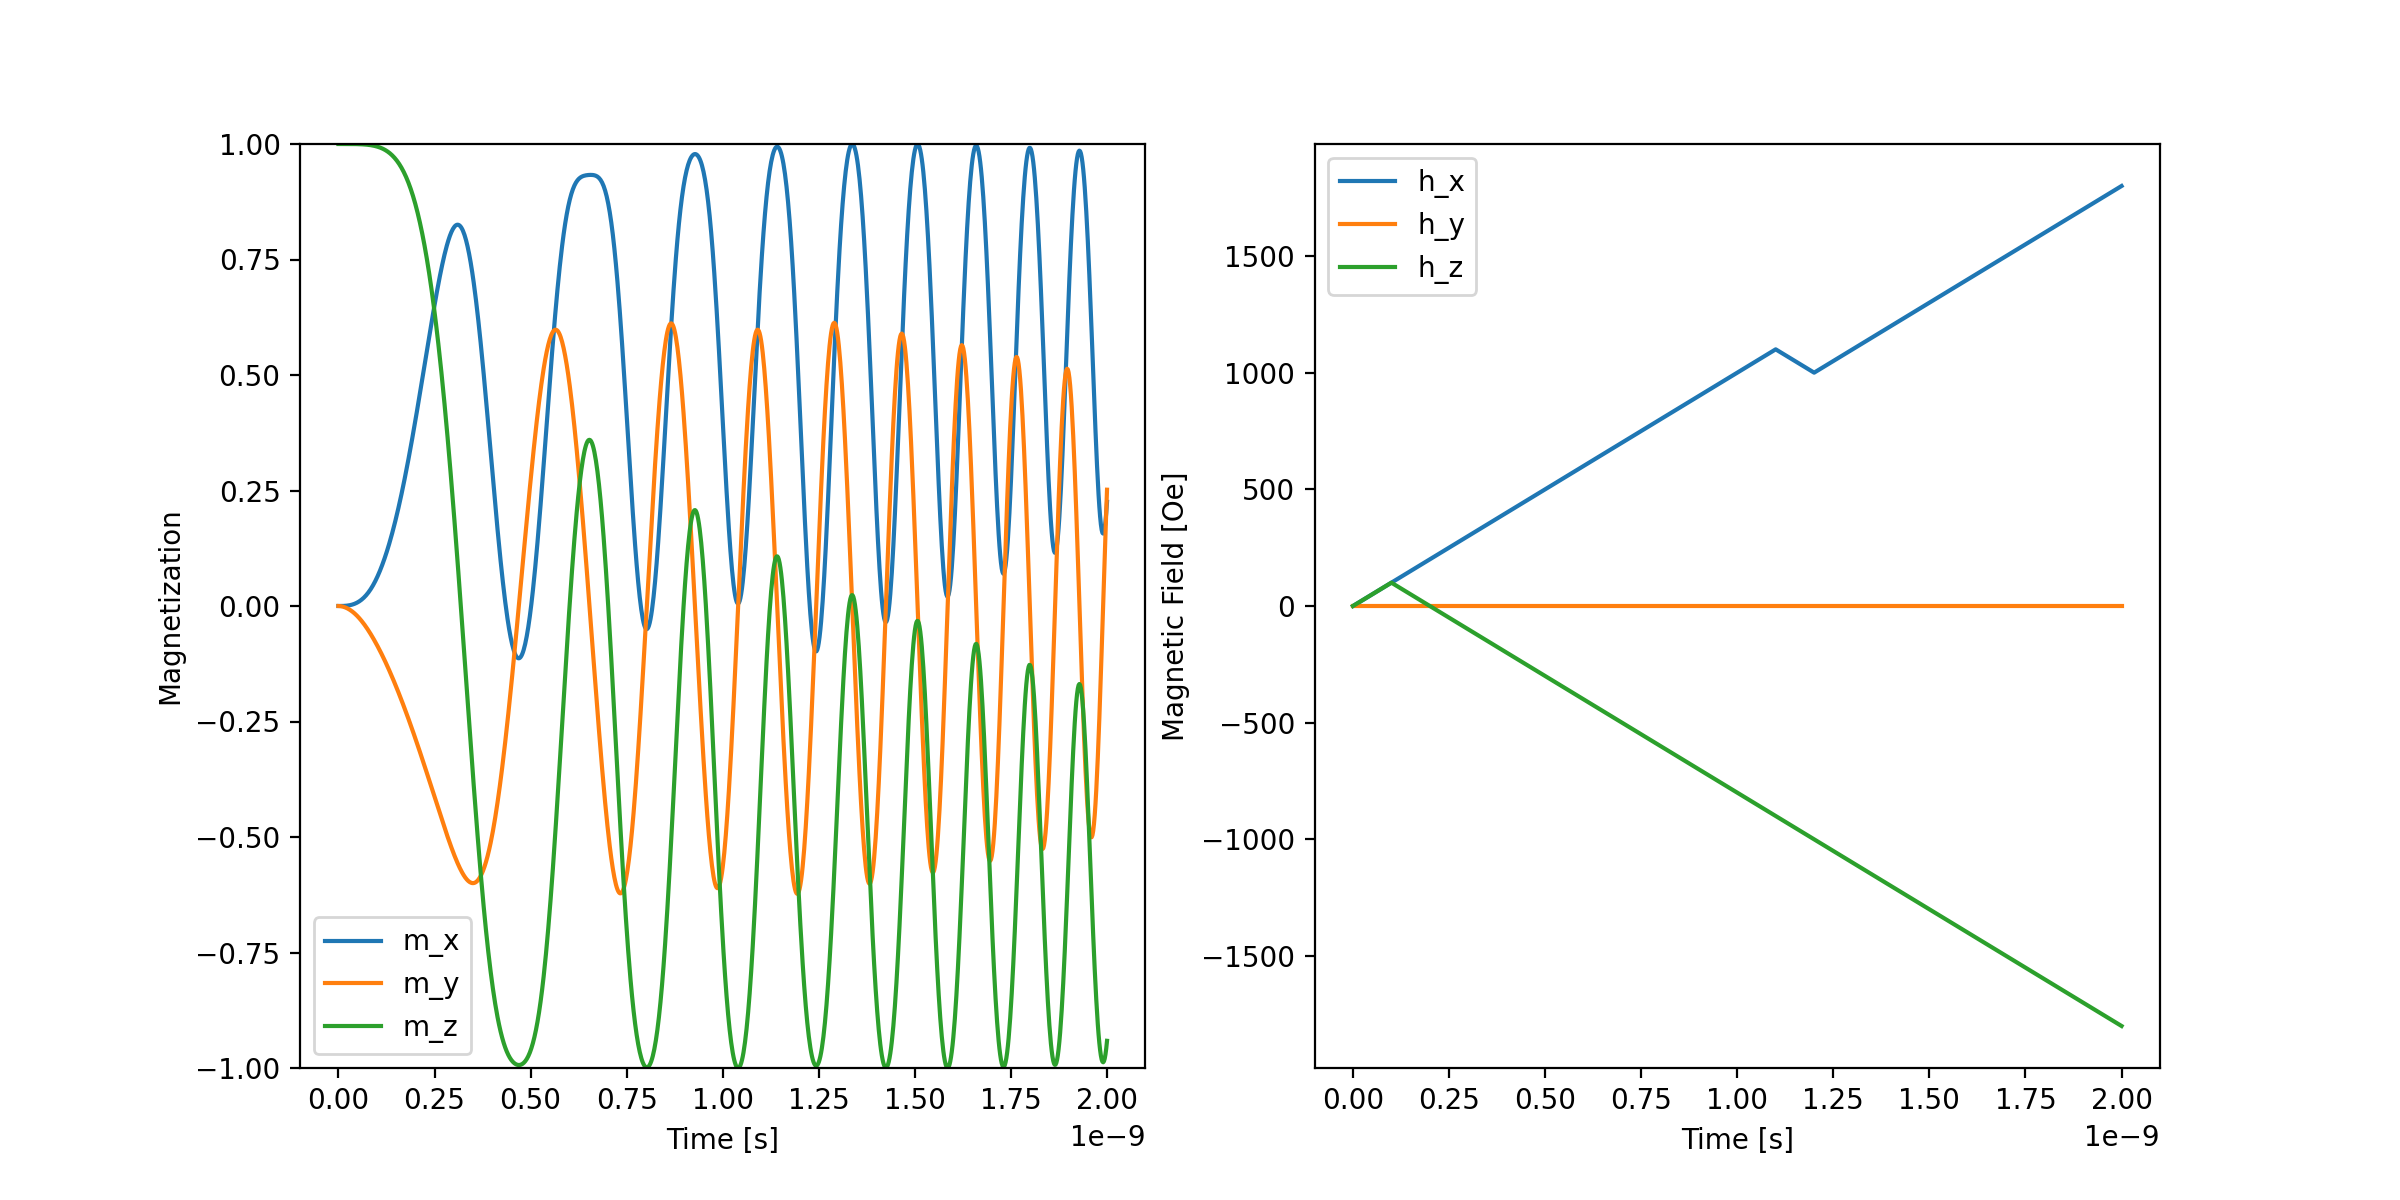 1.00
0.75
0.50
0.25
0.00
−0.25
−0.50
−0.75
−1.00
Magnetization
m_x
m_y
m_z
0.00 0.25 0.50 0.75 1.00 1.25 1.50 1.75 2.00
Time [s]
1e−9
h_x
h_y
h_z
1500
1000
500
0
−500
−1000
−1500
Magnetic Field [Oe]
0.00 0.25 0.50 0.75 1.00 1.25 1.50 1.75 2.00
Time [s]
1e−9